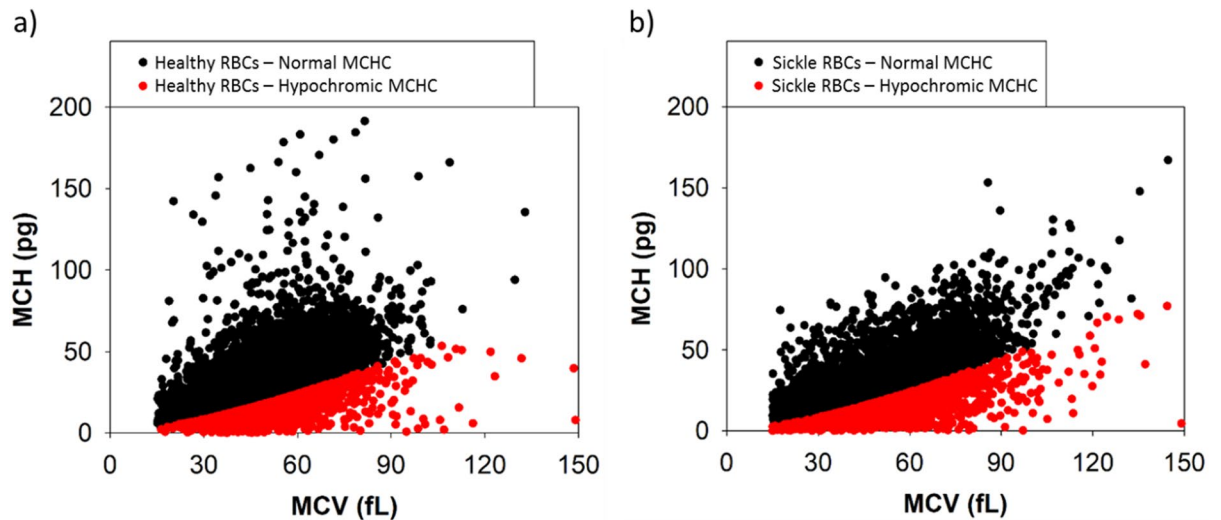 a)
Healthy RBCs – Normal MCHC
Healthy RBCs – Hypochromic MCHC
200
150
100
50
0
MCH (pg)
0 30 60 90 120 150
MCV (fL)
b)
Sickle RBCs – Normal MCHC
Sickle RBCs – Hypochromic MCHC
200
150
100
50
0
MCH (pg)
0 30 60 90 120 150
MCV (fL)